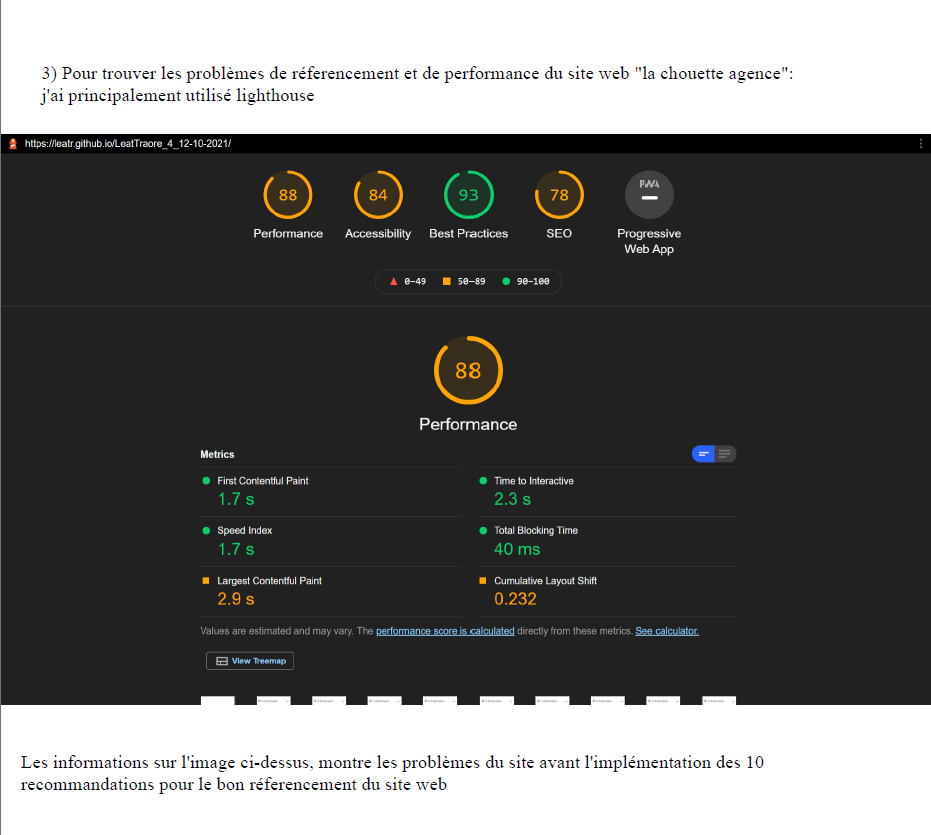 3) Pour trouver les problèmes de réferencement et de performance du site web "la chouette agence":
j'ai principalement utilisé lighthouse
https://leatr.github.io/LeatTraore_4_12-10-2021/
88 84 93 78 PWA
Performance Accessibility Best Practices SEO Progressive
Web App
0–49 50–89 90–100
88
Performance
Metrics
First Contentful Paint
1.7 s
Time to Interactive
2.3 s
Speed Index
1.7 s
Total Blocking Time
40 ms
Largest Contentful Paint
2.9 s
Cumulative Layout Shift
0.232
Values are estimated and may vary. The performance score is calculated directly from these metrics. See calculator.
View Treemap
Les informations sur l'image ci-dessus, montre les problèmes du site avant l'implémentation des 10
recommandations pour le bon réferencement du site web